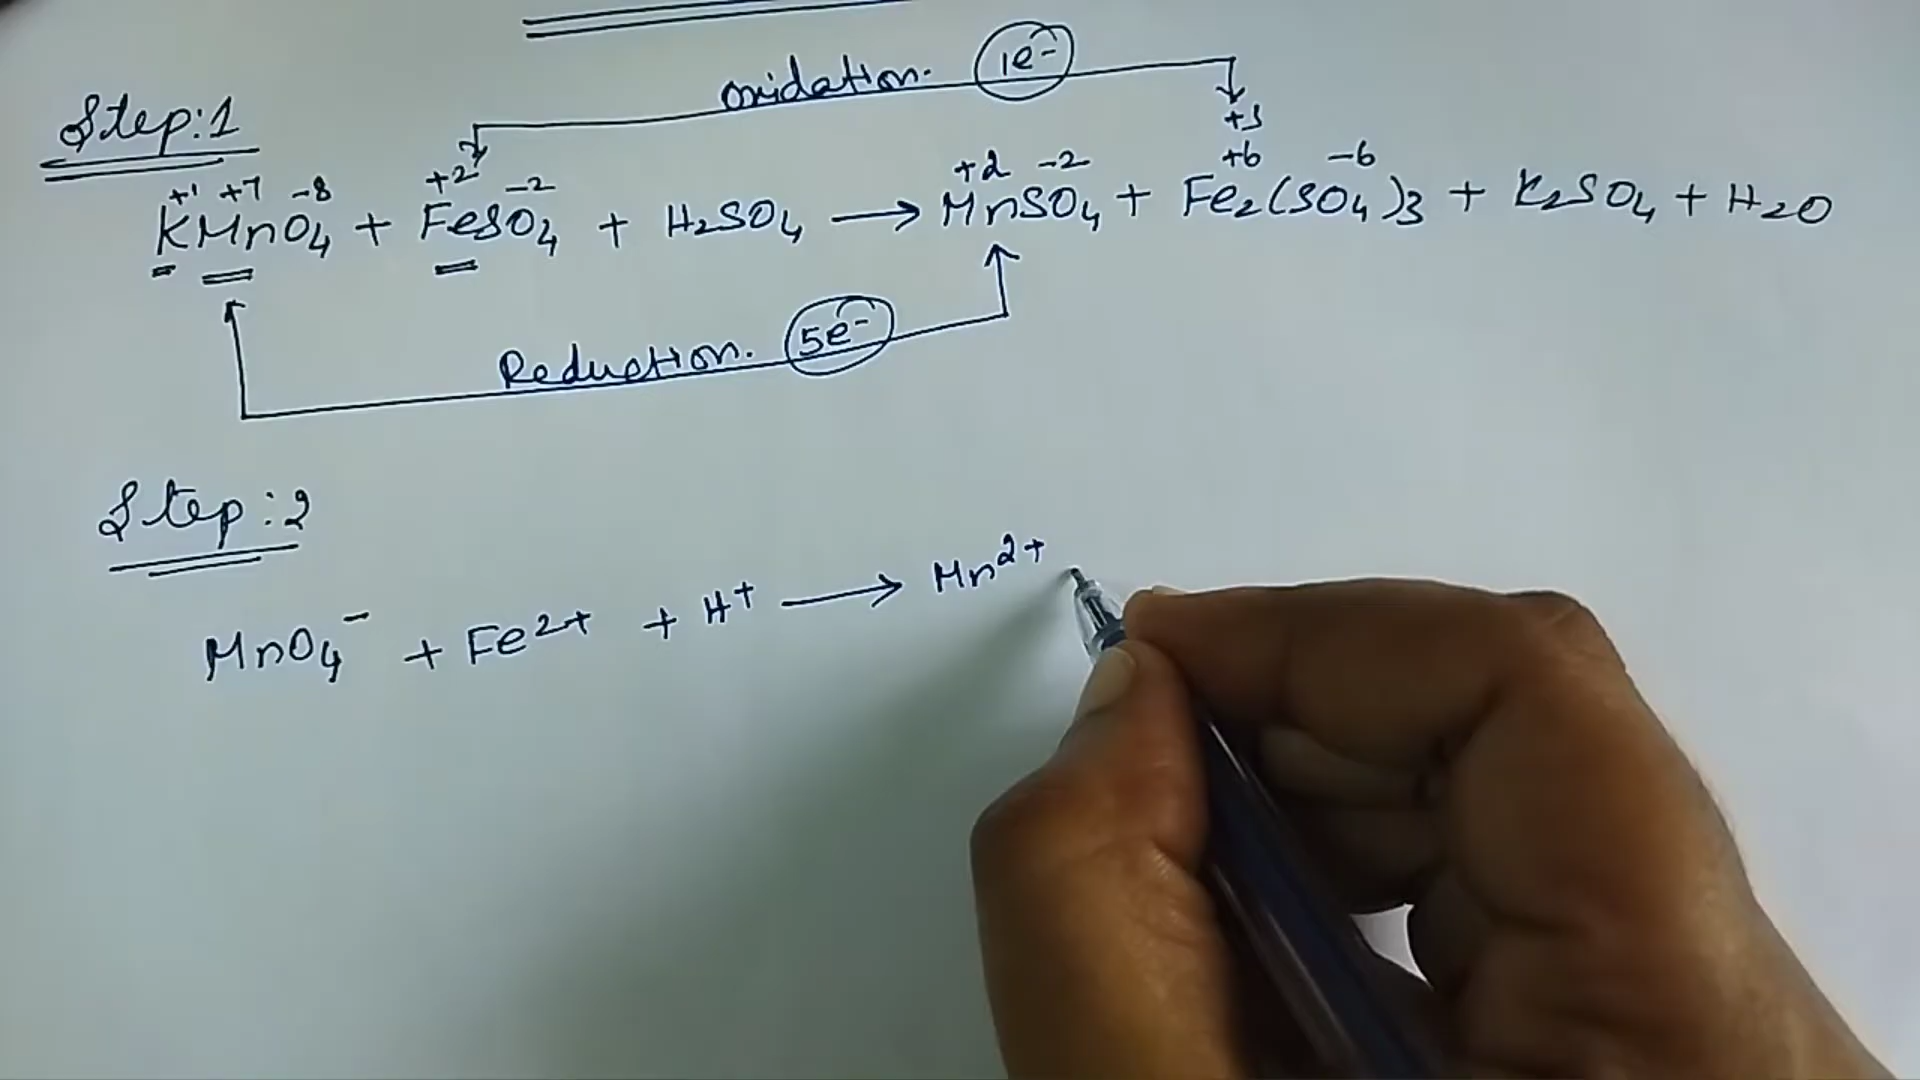 Oxidation. 1e⁻
Step:1
+3
+1 +7 -8 +2 -2 +2 -2 +6 -6
KMnO₄ + FeSO₄ + H₂SO₄ → MnSO₄ + Fe₂(SO₄)₃ + K₂SO₄ + H₂O
Reduction. 5e⁻
Step:2
MnO₄⁻ + Fe²⁺ + H⁺ → Mn²⁺